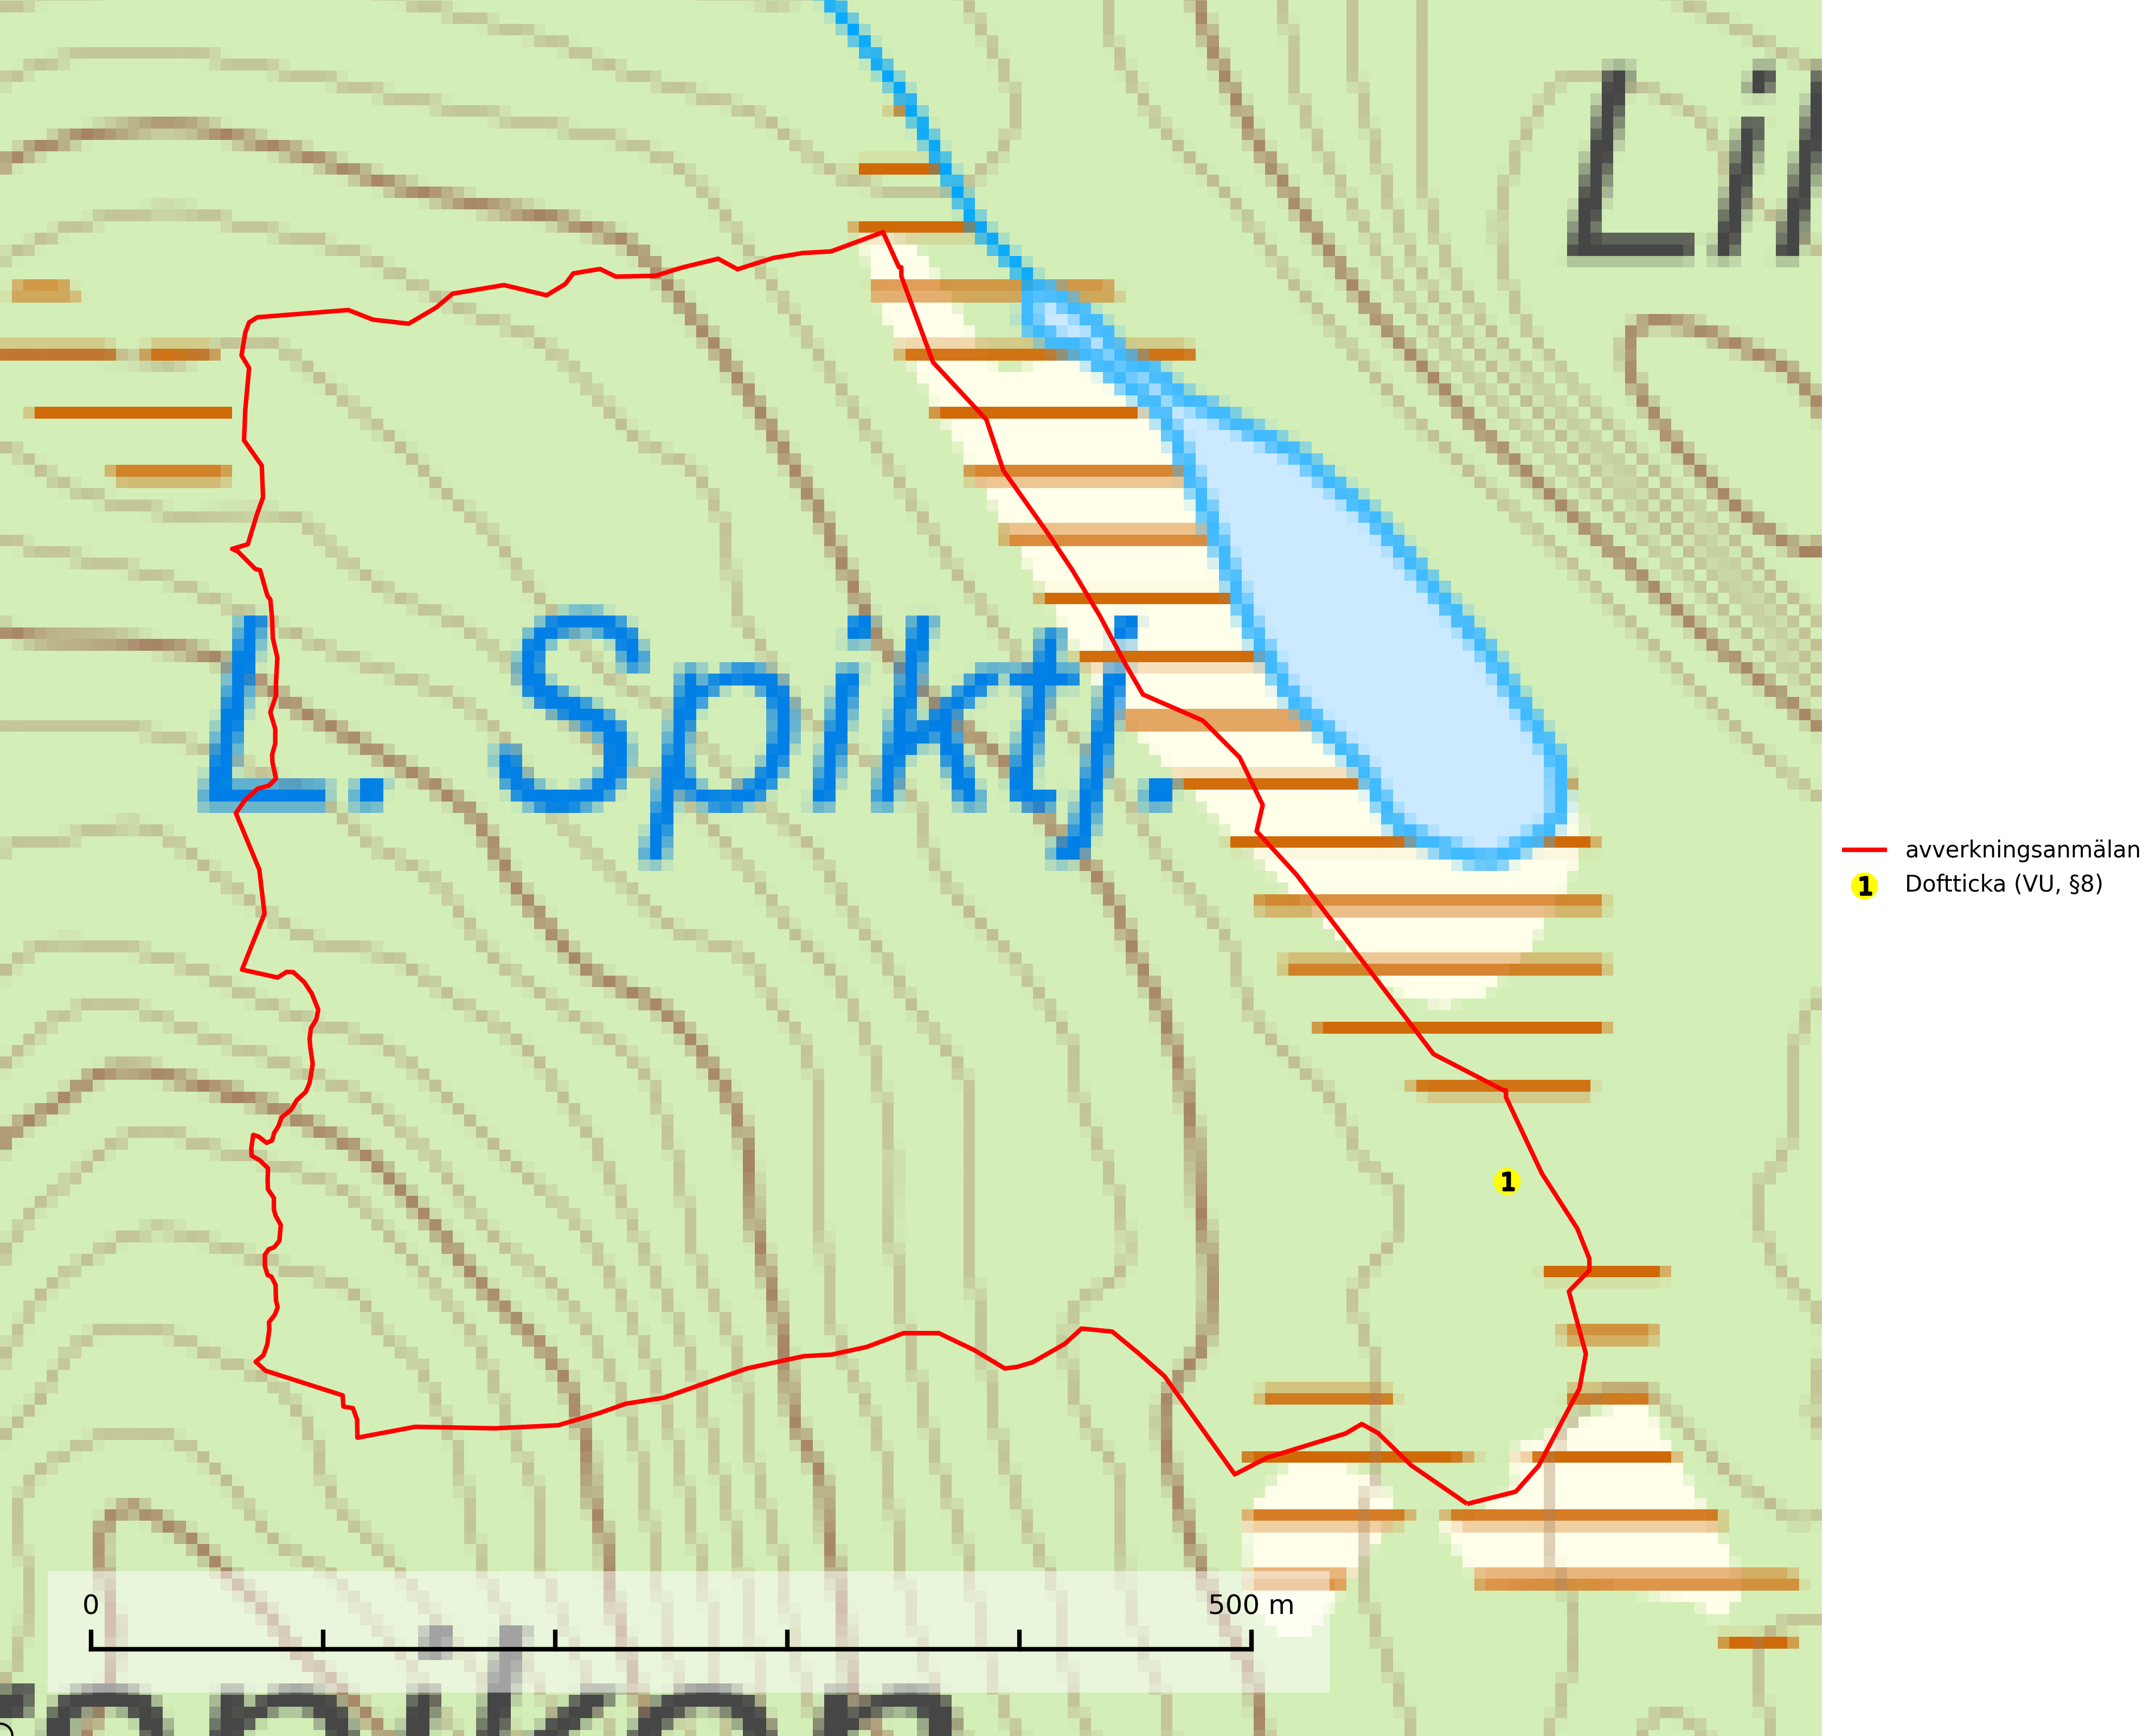 L. Spiktj.
avverkningsanmälan
1 Doftticka (VU, §8)
1
0 500 m